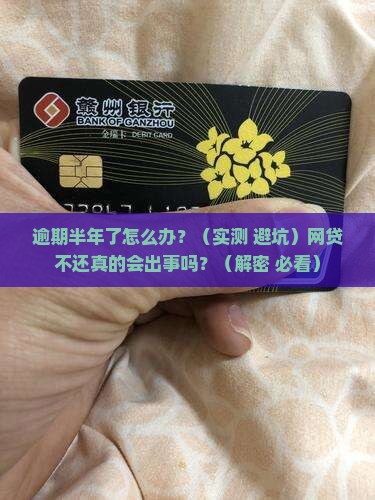 赣州银行
BANK OF GANZHOU
金瑞卡 DEBIT CARD
逾期半年了怎么办？（实测 避坑）网贷
不还真的会出事吗？（解密 必看）